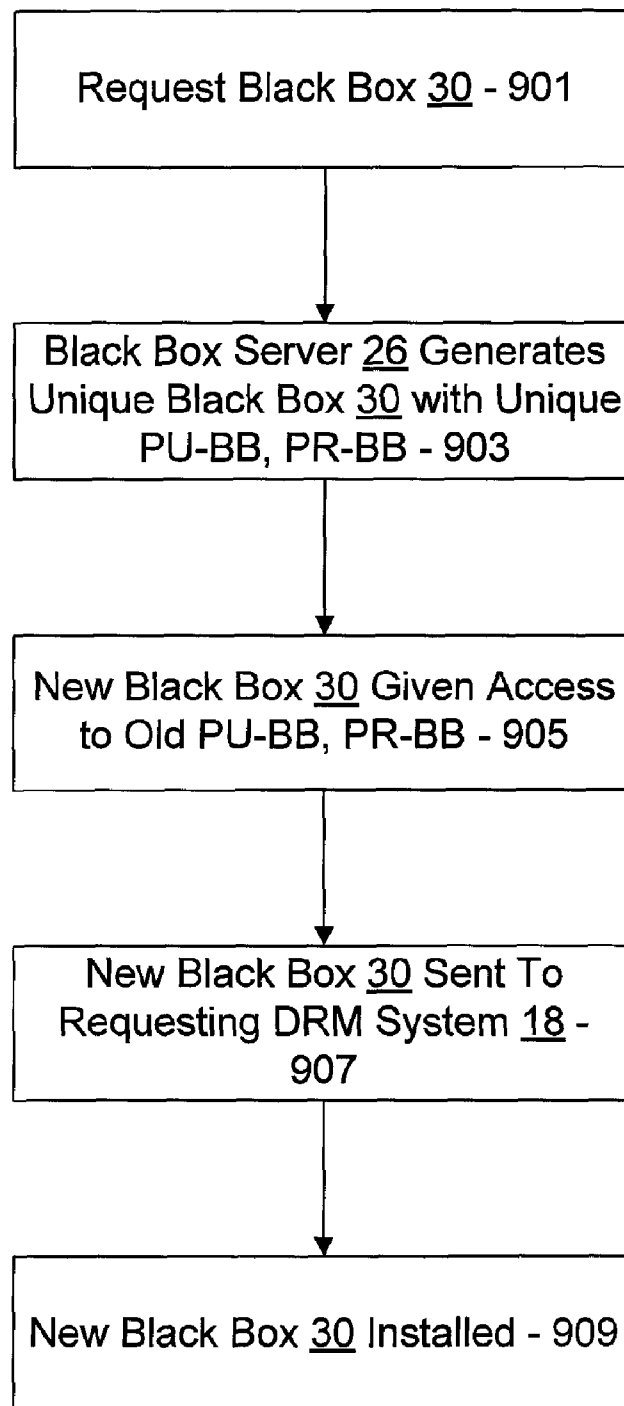 Request Black Box 30 - 901
Black Box Server 26 Generates
Unique Black Box 30 with Unique
PU-BB, PR-BB - 903
New Black Box 30 Given Access
to Old PU-BB, PR-BB - 905
New Black Box 30 Sent To
Requesting DRM System 18 -
907
New Black Box 30 Installed - 909